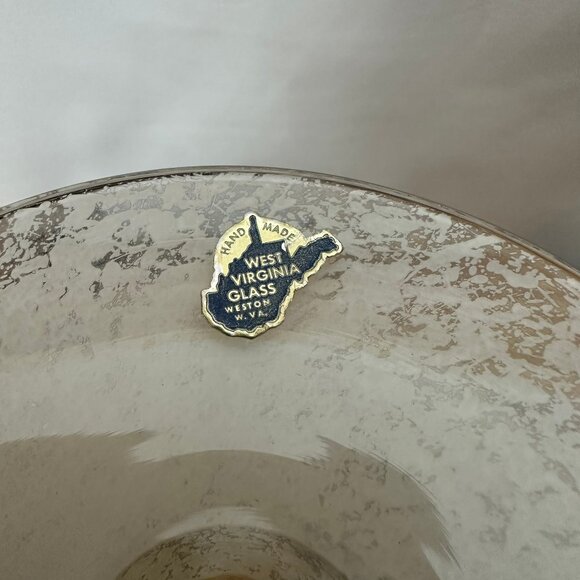 HAND MADE
WEST
VIRGINIA
GLASS
WESTON
W. VA.